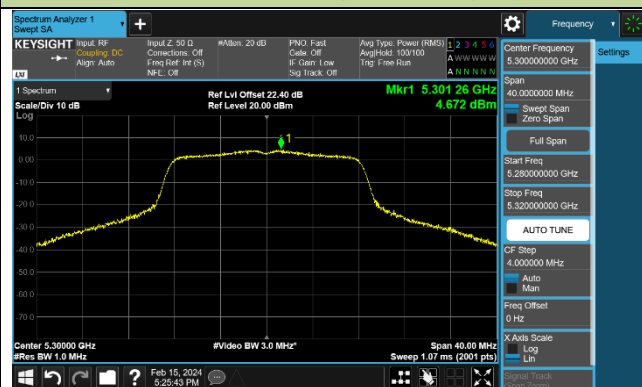 Spectrum Analyzer 1
Swept SA
Frequency
KEYSIGHT
Input: RF
Coupling: DC
Align: Auto
Input Z: 50 Ω
Corrections: Off
Freq Ref: Int (S)
NFE: Off
#Atten: 20 dB
PNO: Fast
Gate: Off
IF Gain: Low
Sig Track: Off
Avg Type: Power (RMS)
Avg|Hold: 100/100
Trig: Free Run
1 2 3 4 5 6
A W W W W W
A N N N N N
LXI
1 Spectrum
Scale/Div 10 dB
Log
Ref Lvl Offset 22.40 dB
Ref Level 20.00 dBm
Mkr1 5.301 26 GHz
4.672 dBm
1
10.0
0.00
-10.0
-20.0
-30.0
-40.0
-50.0
-60.0
-70.0
Center 5.30000 GHz
#Res BW 1.0 MHz
#Video BW 3.0 MHz*
Span 40.00 MHz
Sweep 1.07 ms (2001 pts)
Center Frequency
5.300000000 GHz
Settings
Span
40.0000000 MHz
Swept Span
Zero Span
Full Span
Start Freq
5.280000000 GHz
Stop Freq
5.320000000 GHz
AUTO TUNE
CF Step
4.000000 MHz
Auto
Man
Freq Offset
0 Hz
X Axis Scale
Log
Lin
Signal Track
(Span Zoom)
Feb 15, 2024
5:25:43 PM